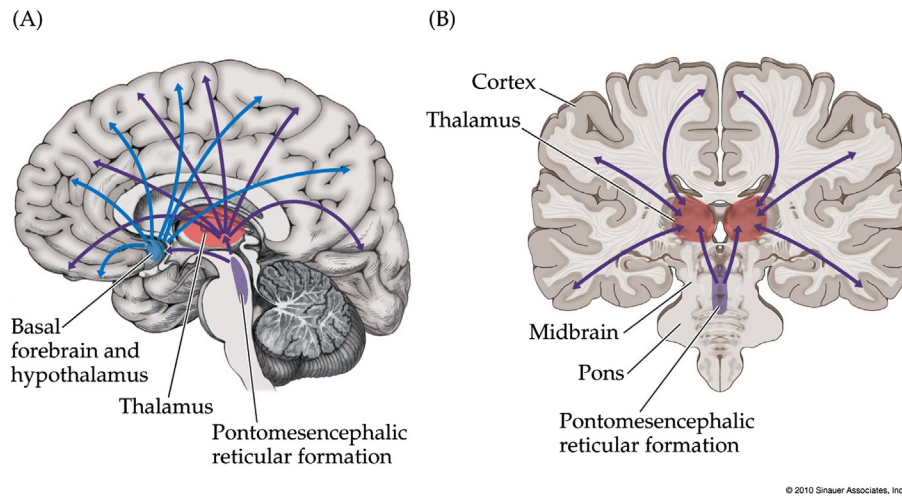 (A)
Basal
forebrain and
hypothalamus
Thalamus
Pontomesencephalic
reticular formation
(B)
Cortex
Thalamus
Midbrain
Pons
Pontomesencephalic
reticular formation
© 2010 Sinauer Associates, Inc